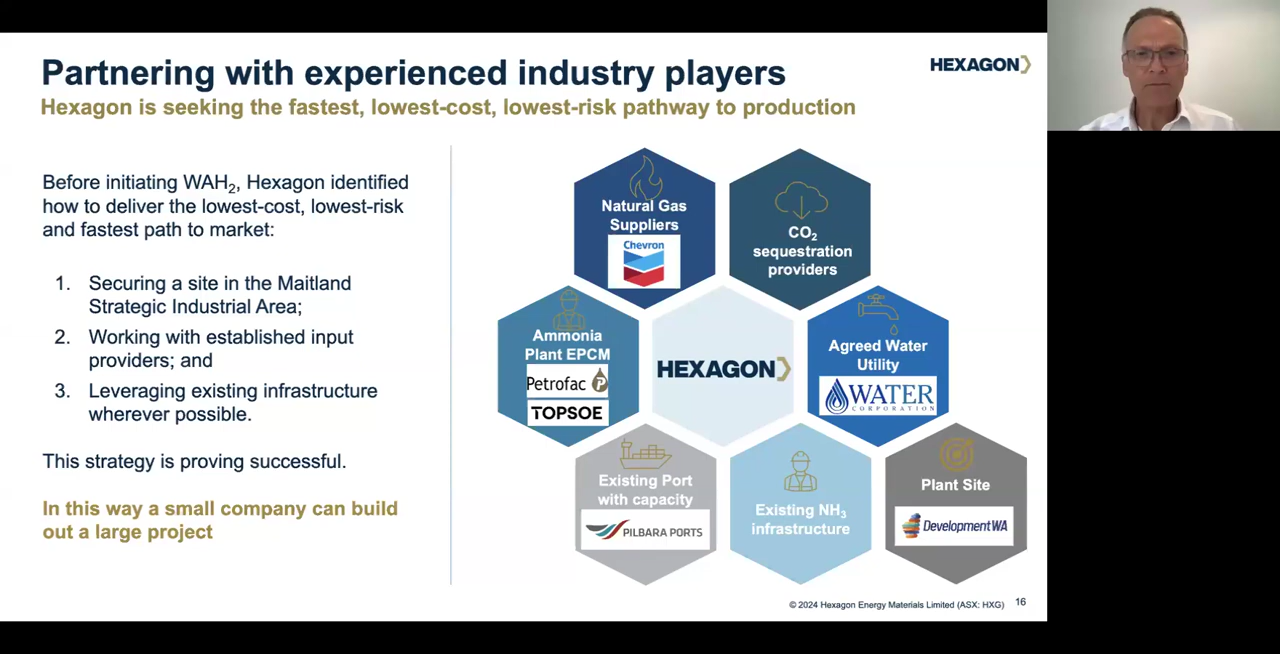 Partnering with experienced industry players
HEXAGON
Hexagon is seeking the fastest, lowest-cost, lowest-risk pathway to production
Before initiating WAH₂, Hexagon identified
how to deliver the lowest-cost, lowest-risk
and fastest path to market:
1. Securing a site in the Maitland
Strategic Industrial Area;
2. Working with established input
providers; and
3. Leveraging existing infrastructure
wherever possible.
This strategy is proving successful.
In this way a small company can build
out a large project
Natural Gas
Suppliers
Chevron
CO₂
sequestration
providers
Ammonia
Plant EPCM
Petrofac
P
TOPSOE
HEXAGON
Agreed Water
Utility
WATER
CORPORATION
Existing Port
with capacity
PILBARA PORTS
Existing NH₃
infrastructure
Plant Site
DevelopmentWA
© 2024 Hexagon Energy Materials Limited (ASX: HXG)
16